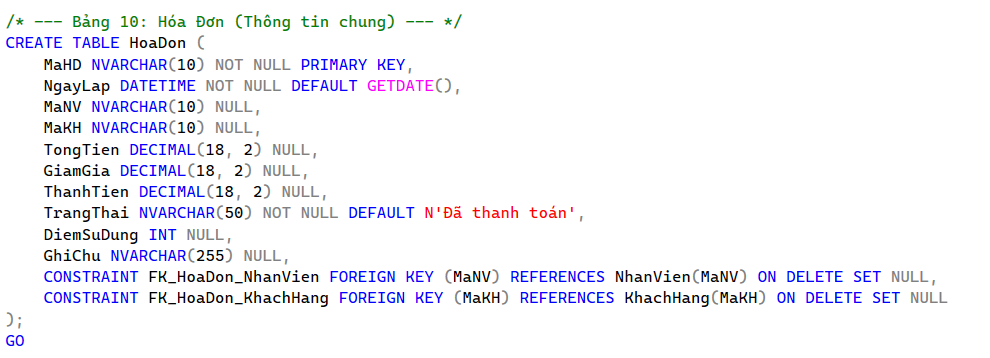 /* --- Bảng 10: Hóa Đơn (Thông tin chung) --- */
CREATE TABLE HoaDon (
    MaHD NVARCHAR(10) NOT NULL PRIMARY KEY,
    NgayLap DATETIME NOT NULL DEFAULT GETDATE(),
    MaNV NVARCHAR(10) NULL,
    MaKH NVARCHAR(10) NULL,
    TongTien DECIMAL(18, 2) NULL,
    GiamGia DECIMAL(18, 2) NULL,
    ThanhTien DECIMAL(18, 2) NULL,
    TrangThai NVARCHAR(50) NOT NULL DEFAULT N'Đã thanh toán',
    DiemSuDung INT NULL,
    GhiChu NVARCHAR(255) NULL,
    CONSTRAINT FK_HoaDon_NhanVien FOREIGN KEY (MaNV) REFERENCES NhanVien(MaNV) ON DELETE SET NULL,
    CONSTRAINT FK_HoaDon_KhachHang FOREIGN KEY (MaKH) REFERENCES KhachHang(MaKH) ON DELETE SET NULL
);
GO